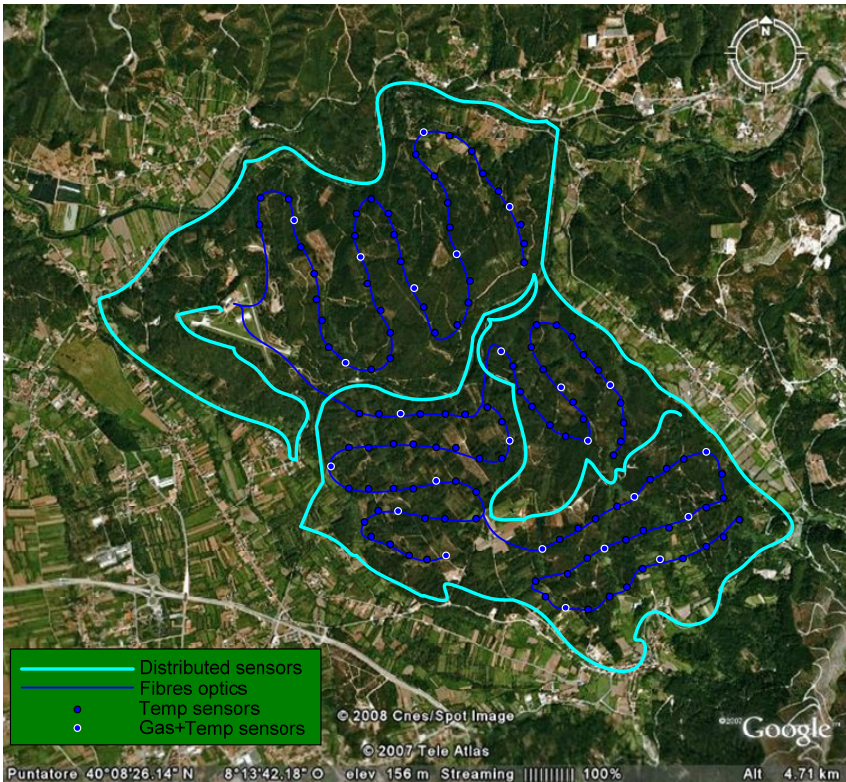 N
Distributed sensors
Fibres optics
Temp sensors
Gas+Temp sensors
© 2008 Cnes/Spot Image
© 2007 Tele Atlas
©2007 Google™
Puntatore 40°08'26.14" N 8°13'42.18" O elev 156 m Streaming |||||||||| 100% Alt 4.71 km